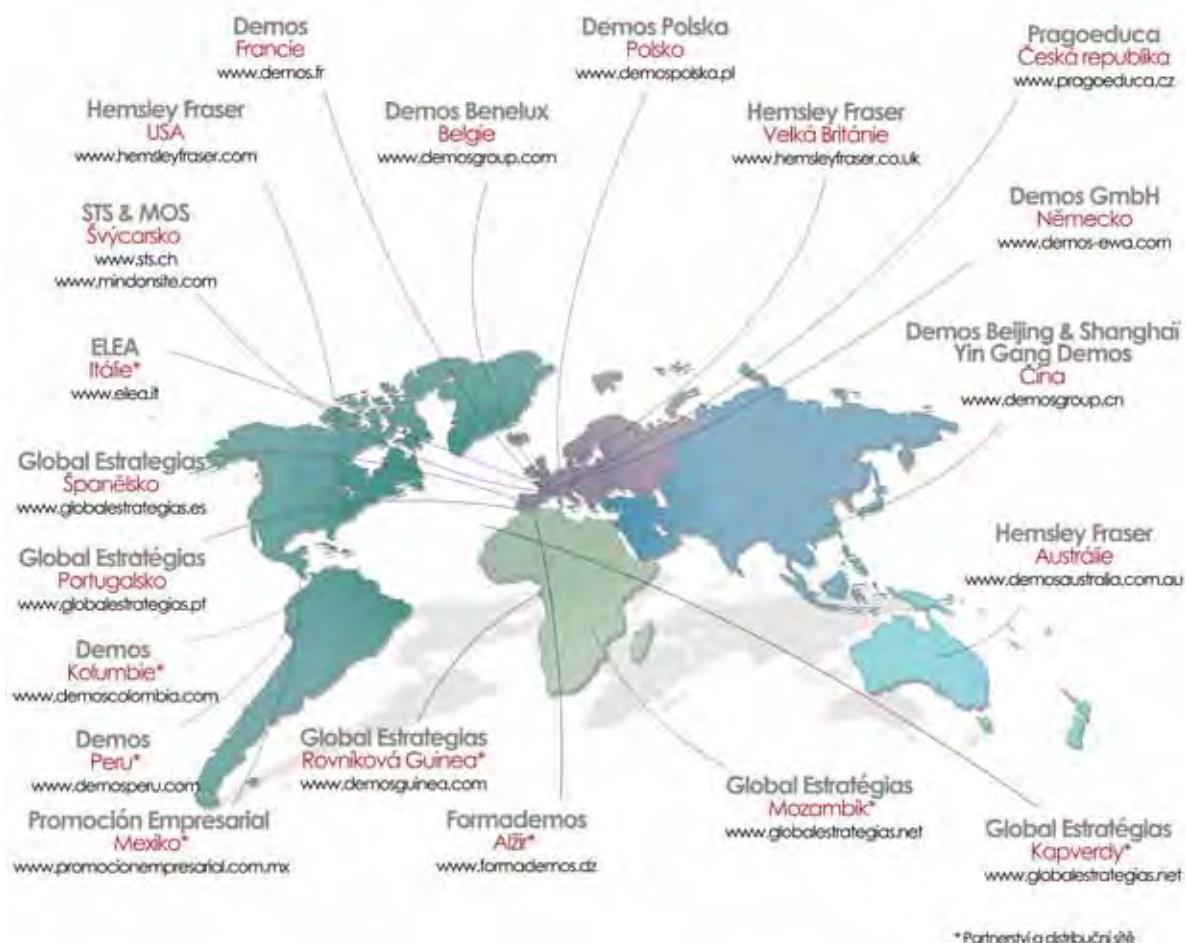 Demos
Francie
www.demos.fr
Demos Polska
Polsko
www.demospolska.pl
Pragoeduca
Česká republika
www.pragoeduca.cz
Hemsley Fraser
USA
www.hemsleyfraser.com
Demos Benelux
Belgie
www.demosgroup.com
Hemsley Fraser
Velká Británie
www.hemsleyfraser.co.uk
STS & MOS
Švýcarsko
www.sts.ch
www.mindonsite.com
Demos GmbH
Německo
www.demos-ewa.com
ELEA
Itálie*
www.elea.it
Demos Beijing & Shanghaï
Yin Gang Demos
Čína
www.demosgroup.cn
Global Estrategias
Španělsko
www.globalestrategias.es
Global Estratégias
Portugalsko
www.globalestrategias.pt
Hemsley Fraser
Austrálie
www.demosaustralia.com.au
Demos
Kolumbie*
www.demoscolombia.com
Demos
Peru*
www.demosperu.com
Global Estrategias
Rovníková Guinea*
www.demosguinea.com
Promoción Empresarial
Mexiko*
www.promocionempresarial.com.mx
Formademos
Alžír*
www.formademos.dz
Global Estratégias
Mozambik*
www.globalestrategias.net
Global Estratégias
Kapverdy*
www.globalestrategias.net
* Partnerství a distribuční sítě